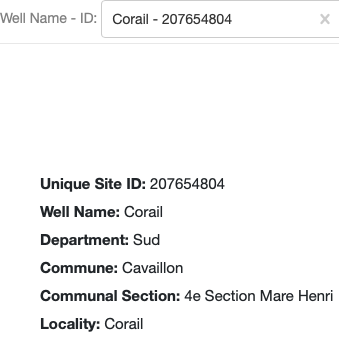 Well Name - ID: Corail - 207654804 ×
Unique Site ID: 207654804
Well Name: Corail
Department: Sud
Commune: Cavaillon
Communal Section: 4e Section Mare Henri
Locality: Corail